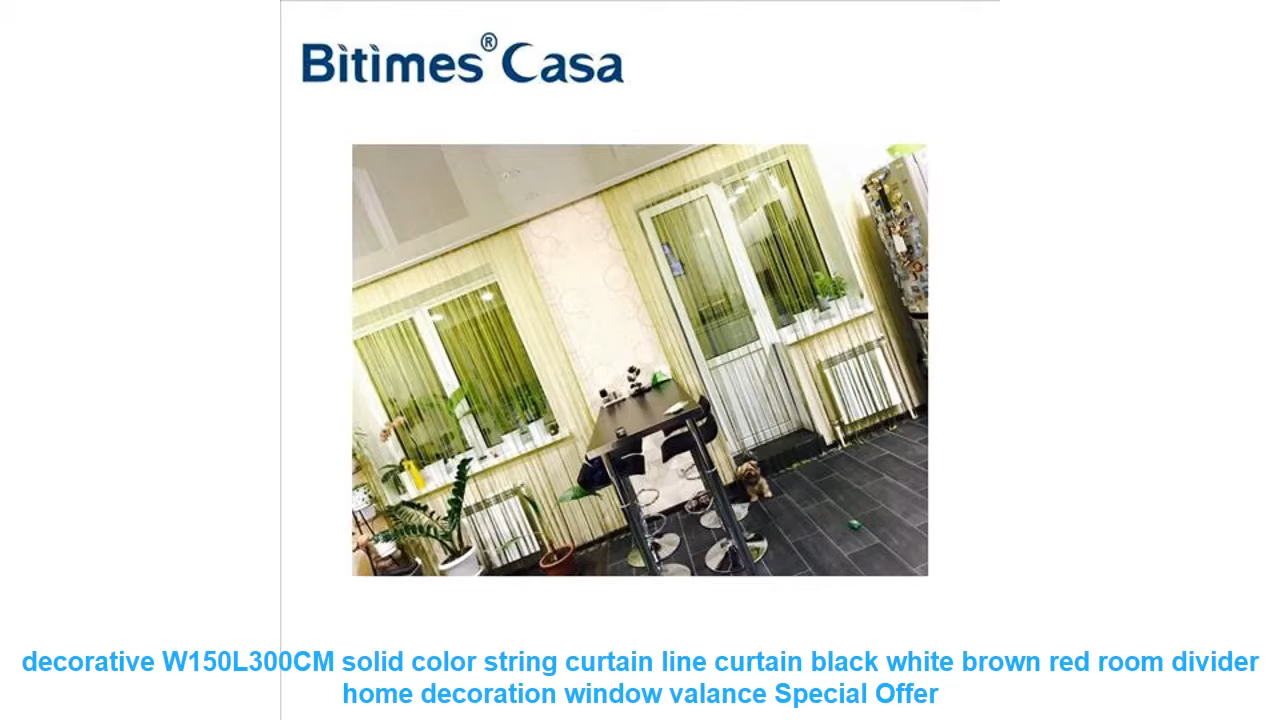 Bìtìmes® Casa
decorative W150L300CM solid color string curtain line curtain black white brown red room divider
home decoration window valance Special Offer